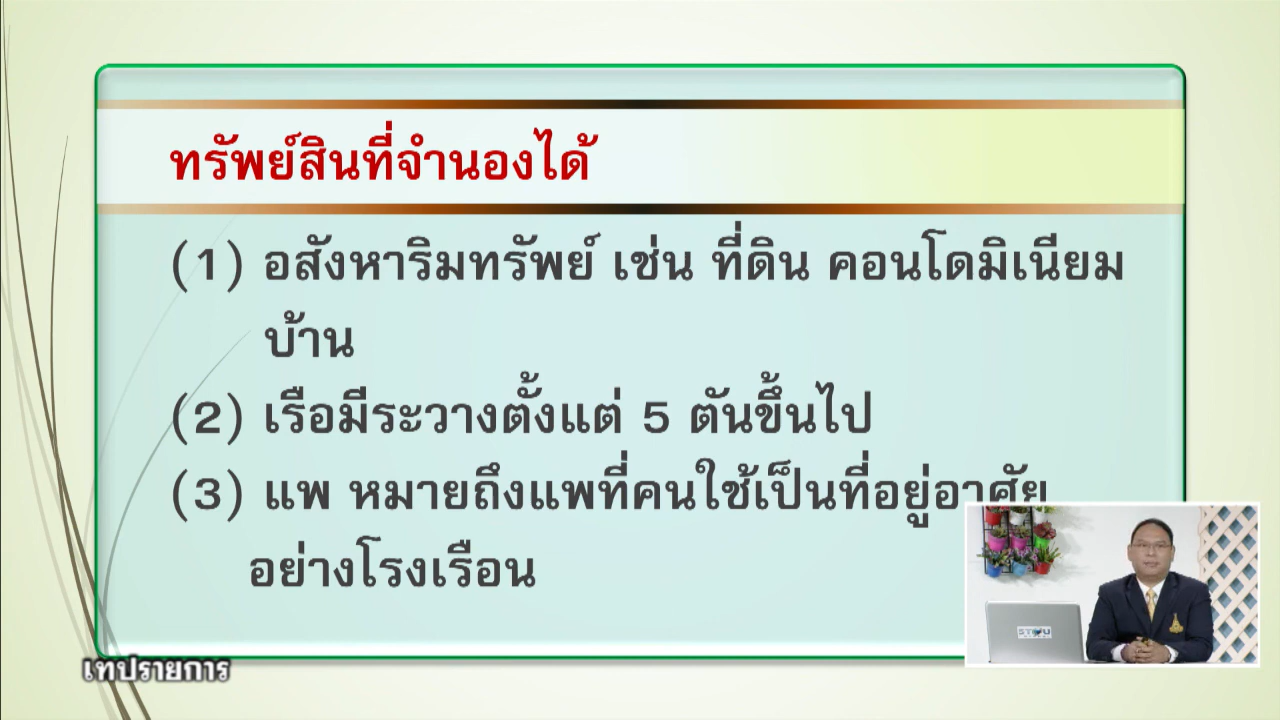 ทรัพย์สินที่จำนองได้
(1) อสังหาริมทรัพย์ เช่น ที่ดิน คอนโดมิเนียม
บ้าน
(2) เรือมีระวางตั้งแต่ 5 ตันขึ้นไป
(3) แพ หมายถึงแพที่คนใช้เป็นที่อยู่อาศัย
อย่างโรงเรือน
STOU
เทปรายการ